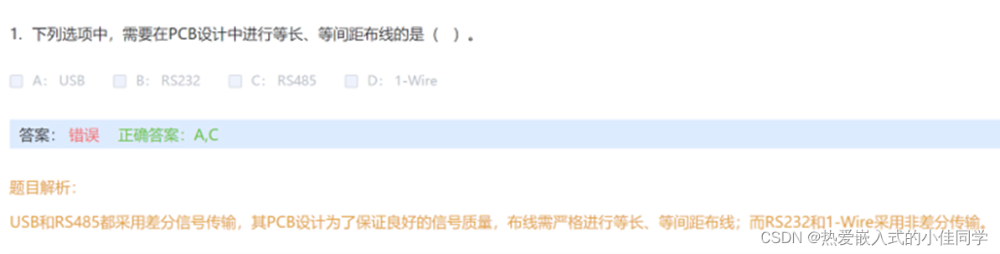 1. 下列选项中，需要在PCB设计中进行等长、等间距布线的是（ ）。
A: USB B: RS232 C: RS485 D: 1-Wire
答案： 错误 正确答案：A,C
题目解析：
USB和RS485都采用差分信号传输，其PCB设计为了保证良好的信号质量，布线需严格进行等长、等间距布线；而RS232和1-Wire采用非差分传输。
CSDN @热爱嵌入式的小佳同学